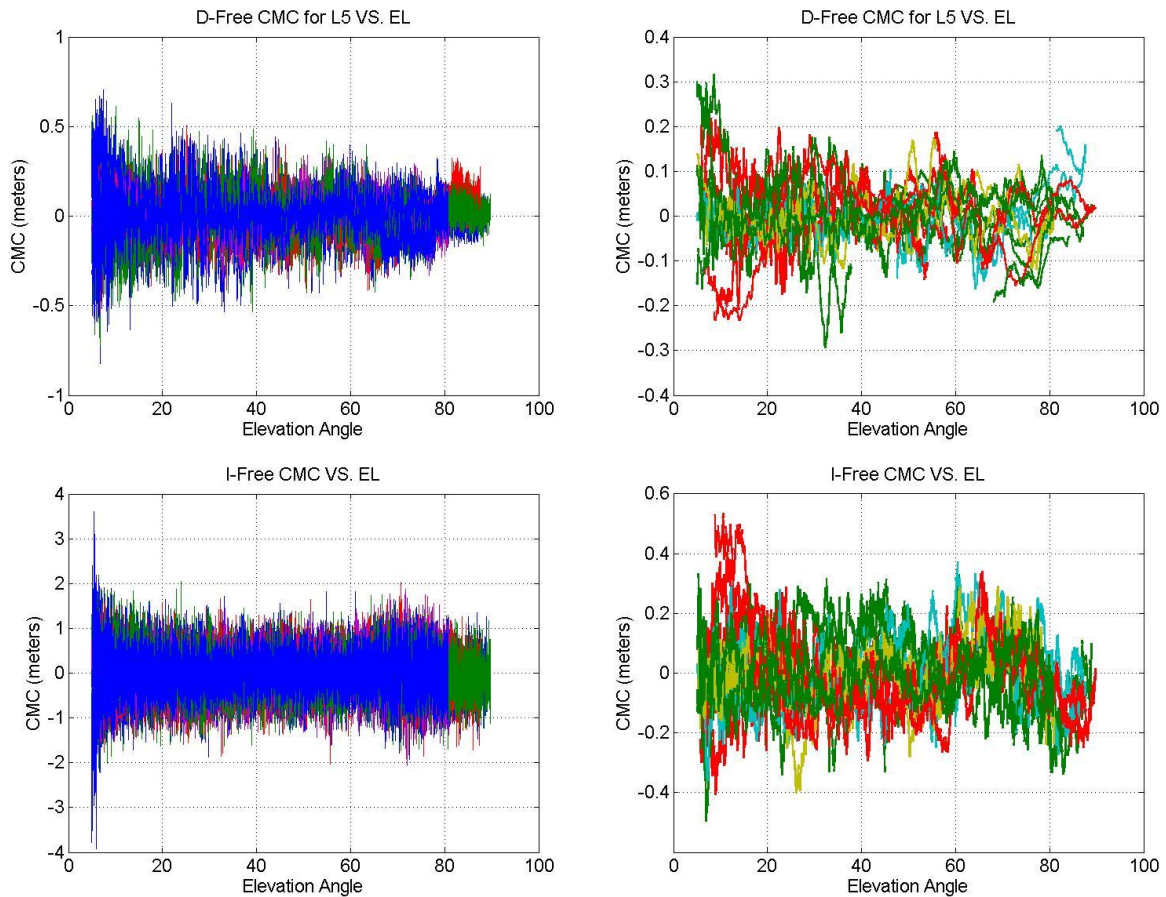 D-Free CMC for L5 VS. EL
1
0.5
0
-0.5
-1
CMC (meters)
0 20 40 60 80 100
Elevation Angle
D-Free CMC for L5 VS. EL
0.4
0.3
0.2
0.1
0
-0.1
-0.2
-0.3
-0.4
CMC (meters)
0 20 40 60 80 100
Elevation Angle
I-Free CMC VS. EL
4
3
2
1
0
-1
-2
-3
-4
CMC (meters)
0 20 40 60 80 100
Elevation Angle
I-Free CMC VS. EL
0.6
0.4
0.2
0
-0.2
-0.4
CMC (meters)
0 20 40 60 80 100
Elevation Angle